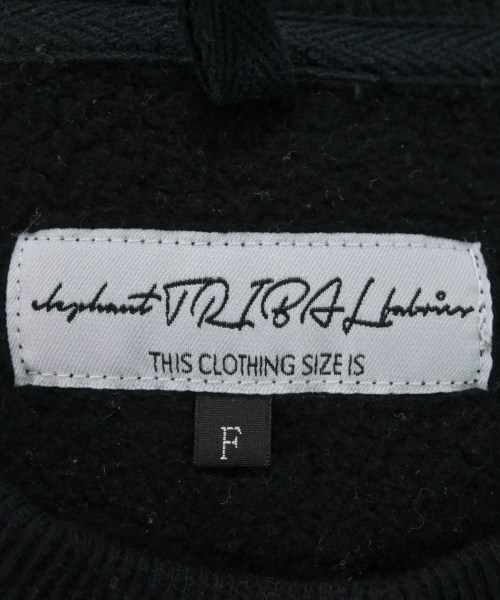 elephant TRIBAL fabrics
THIS CLOTHING SIZE IS
F